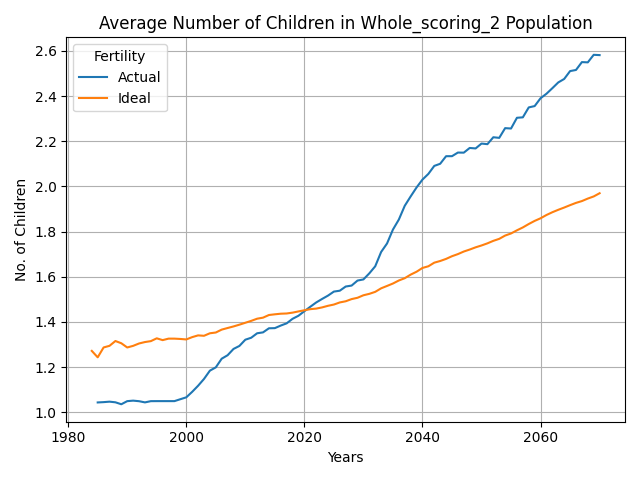 Average Number of Children in Whole_scoring_2 Population
Fertility
Actual
Ideal
No. of Children
2.6
2.4
2.2
2.0
1.8
1.6
1.4
1.2
1.0
1980
2000
2020
2040
2060
Years